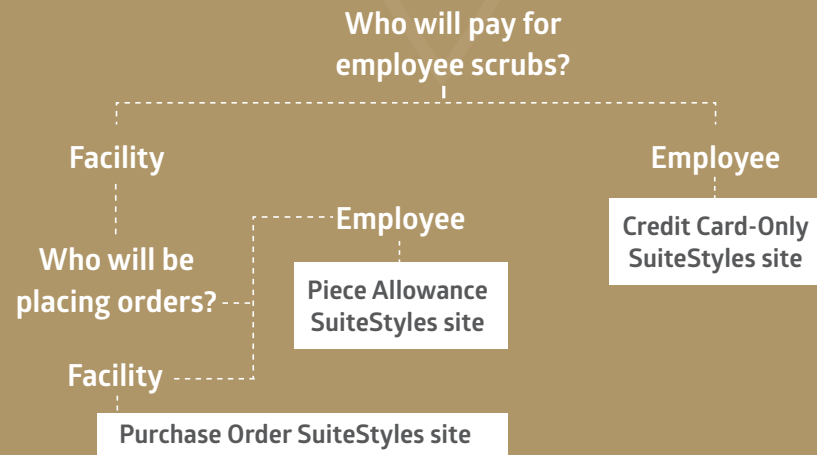 Who will pay for
employee scrubs?
Facility
Employee
Employee
Credit Card-Only
SuiteStyles site
Who will be
placing orders?
Piece Allowance
SuiteStyles site
Facility
Purchase Order SuiteStyles site